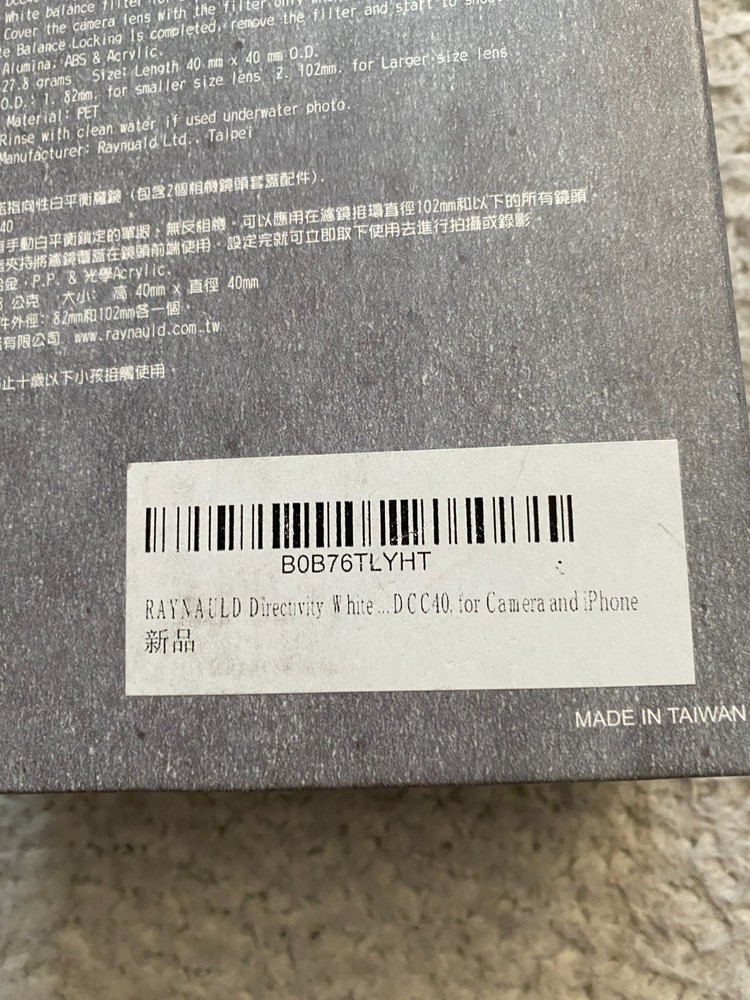 White balance filter
Cover the camera lens with the filter only
Balance Locking is completed, remove the filter and start to
Alumina, ABS & Acrylic.
27.8 grams Size: Length 40 mm x 40 mm O.D.
O.D.: 1. 82mm. for smaller size lens 2. 102mm. for Larger size lens
Material: PET
Rinse with clean water if used underwater photo.
Manufacturer: Raynuald Ltd., Taipei
指向性白平衡魔鏡 (包含2個相機鏡頭套蓋配件).
40
手動白平衡鎖定的單眼、無反相機，可以應用在濾鏡接環直徑102mm和以下的所有鏡頭
夾持將濾鏡覆蓋在鏡頭前端使用，設定完就可立即取下使用去進行拍攝或錄影。
P.P. & 光學Acrylic.
公克 大小: 高 40mm x 直徑 40mm
件外徑: 82mm和102mm各一個。
有限公司 www.raynauld.com.tw
止十歲以下小孩接觸使用。
B0B76TLYHT
RAYNAULD Directivity White...DCC40, for Camera and iPhone
新品
MADE IN TAIWAN